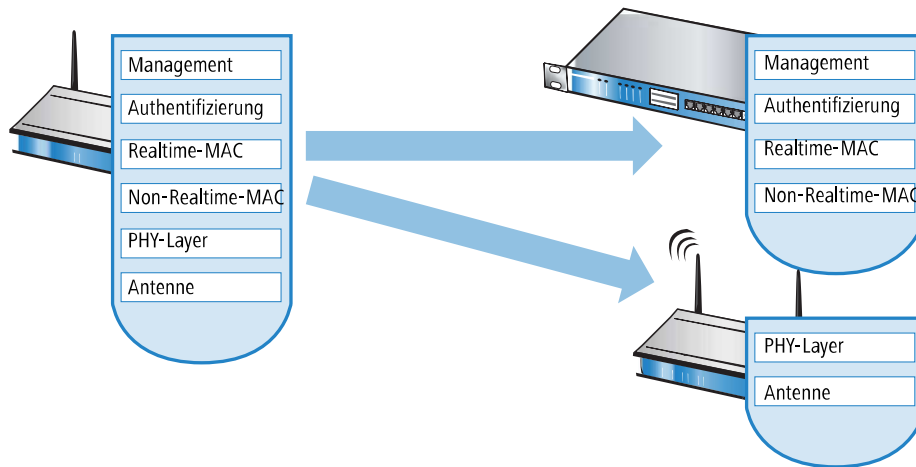 Management
Authentifizierung
Realtime-MAC
Non-Realtime-MAC
PHY-Layer
Antenne
Management
Authentifizierung
Realtime-MAC
Non-Realtime-MAC
PHY-Layer
Antenne